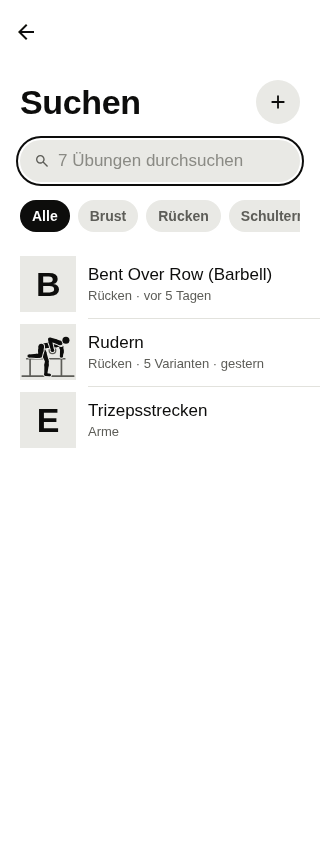 Suchen
7 Übungen durchsuchen
Alle Brust Rücken Schultern
B
Bent Over Row (Barbell)
Rücken · vor 5 Tagen
Rudern
Rücken · 5 Varianten · gestern
E
Trizepsstrecken
Arme